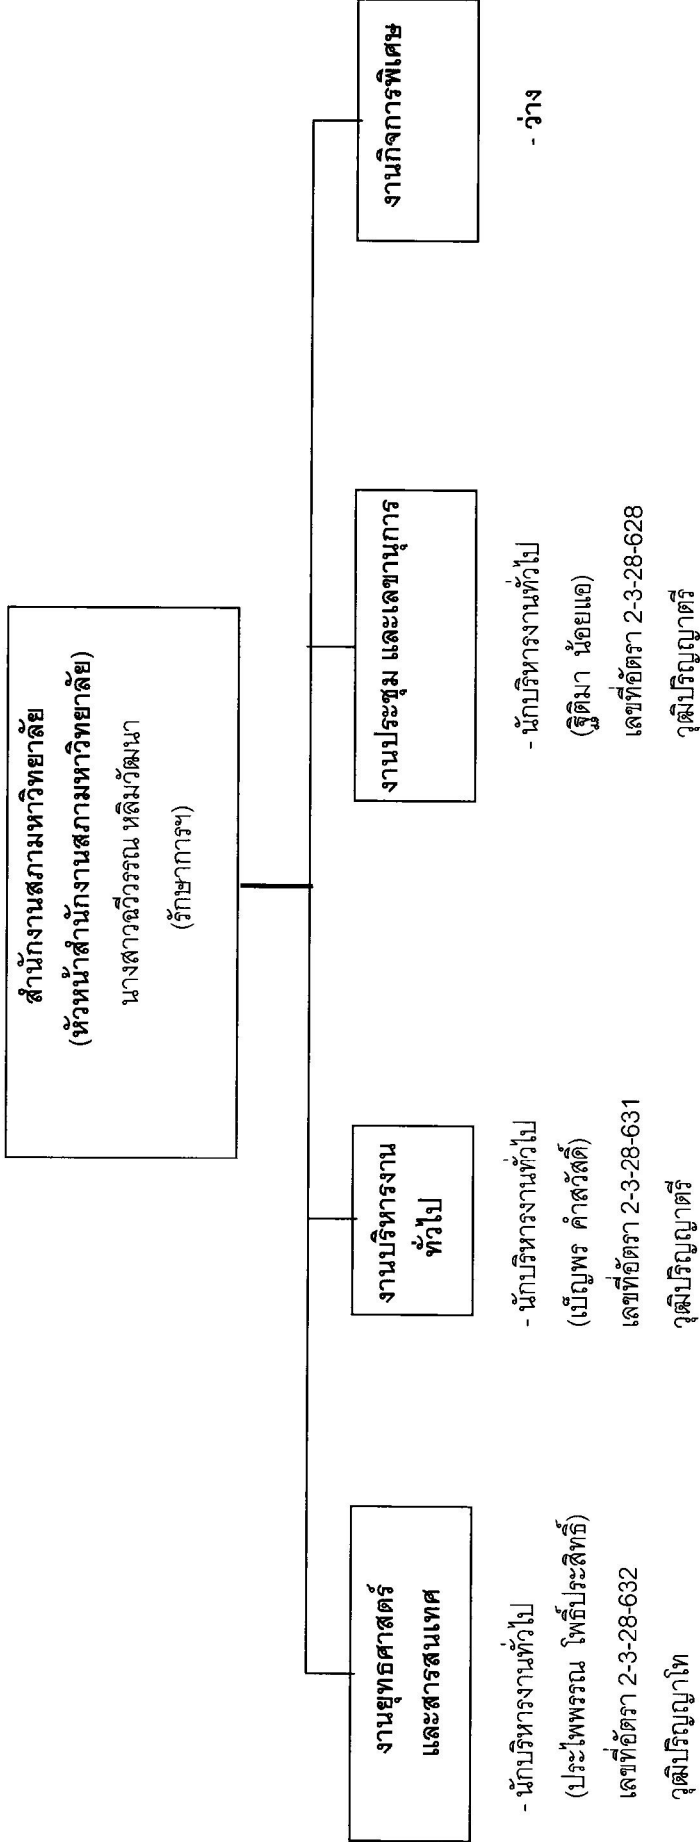 สำนักงานสภามหาวิทยาลัย
(หัวหน้าสำนักงานสภามหาวิทยาลัย)
นางสาวฉวีวรรณ หลิมวัฒนา
(รักษาการฯ)
งานยุทธศาสตร์
และสารสนเทศ
- นักบริหารงานทั่วไป
(ประไพพรรณ โพธิ์ประสิทธิ์)
เลขที่อัตรา 2-3-28-632
วุฒิปริญญาโท
งานบริหารงาน
ทั่วไป
- นักบริหารงานทั่วไป
(เบ็ญพร คำสวัสดิ์)
เลขที่อัตรา 2-3-28-631
วุฒิปริญญาตรี
งานประชุม และเลขานุการ
- นักบริหารงานทั่วไป
(ฐิติมา น้อยแอ)
เลขที่อัตรา 2-3-28-628
วุฒิปริญญาตรี
งานกิจการพิเศษ
- ว่าง